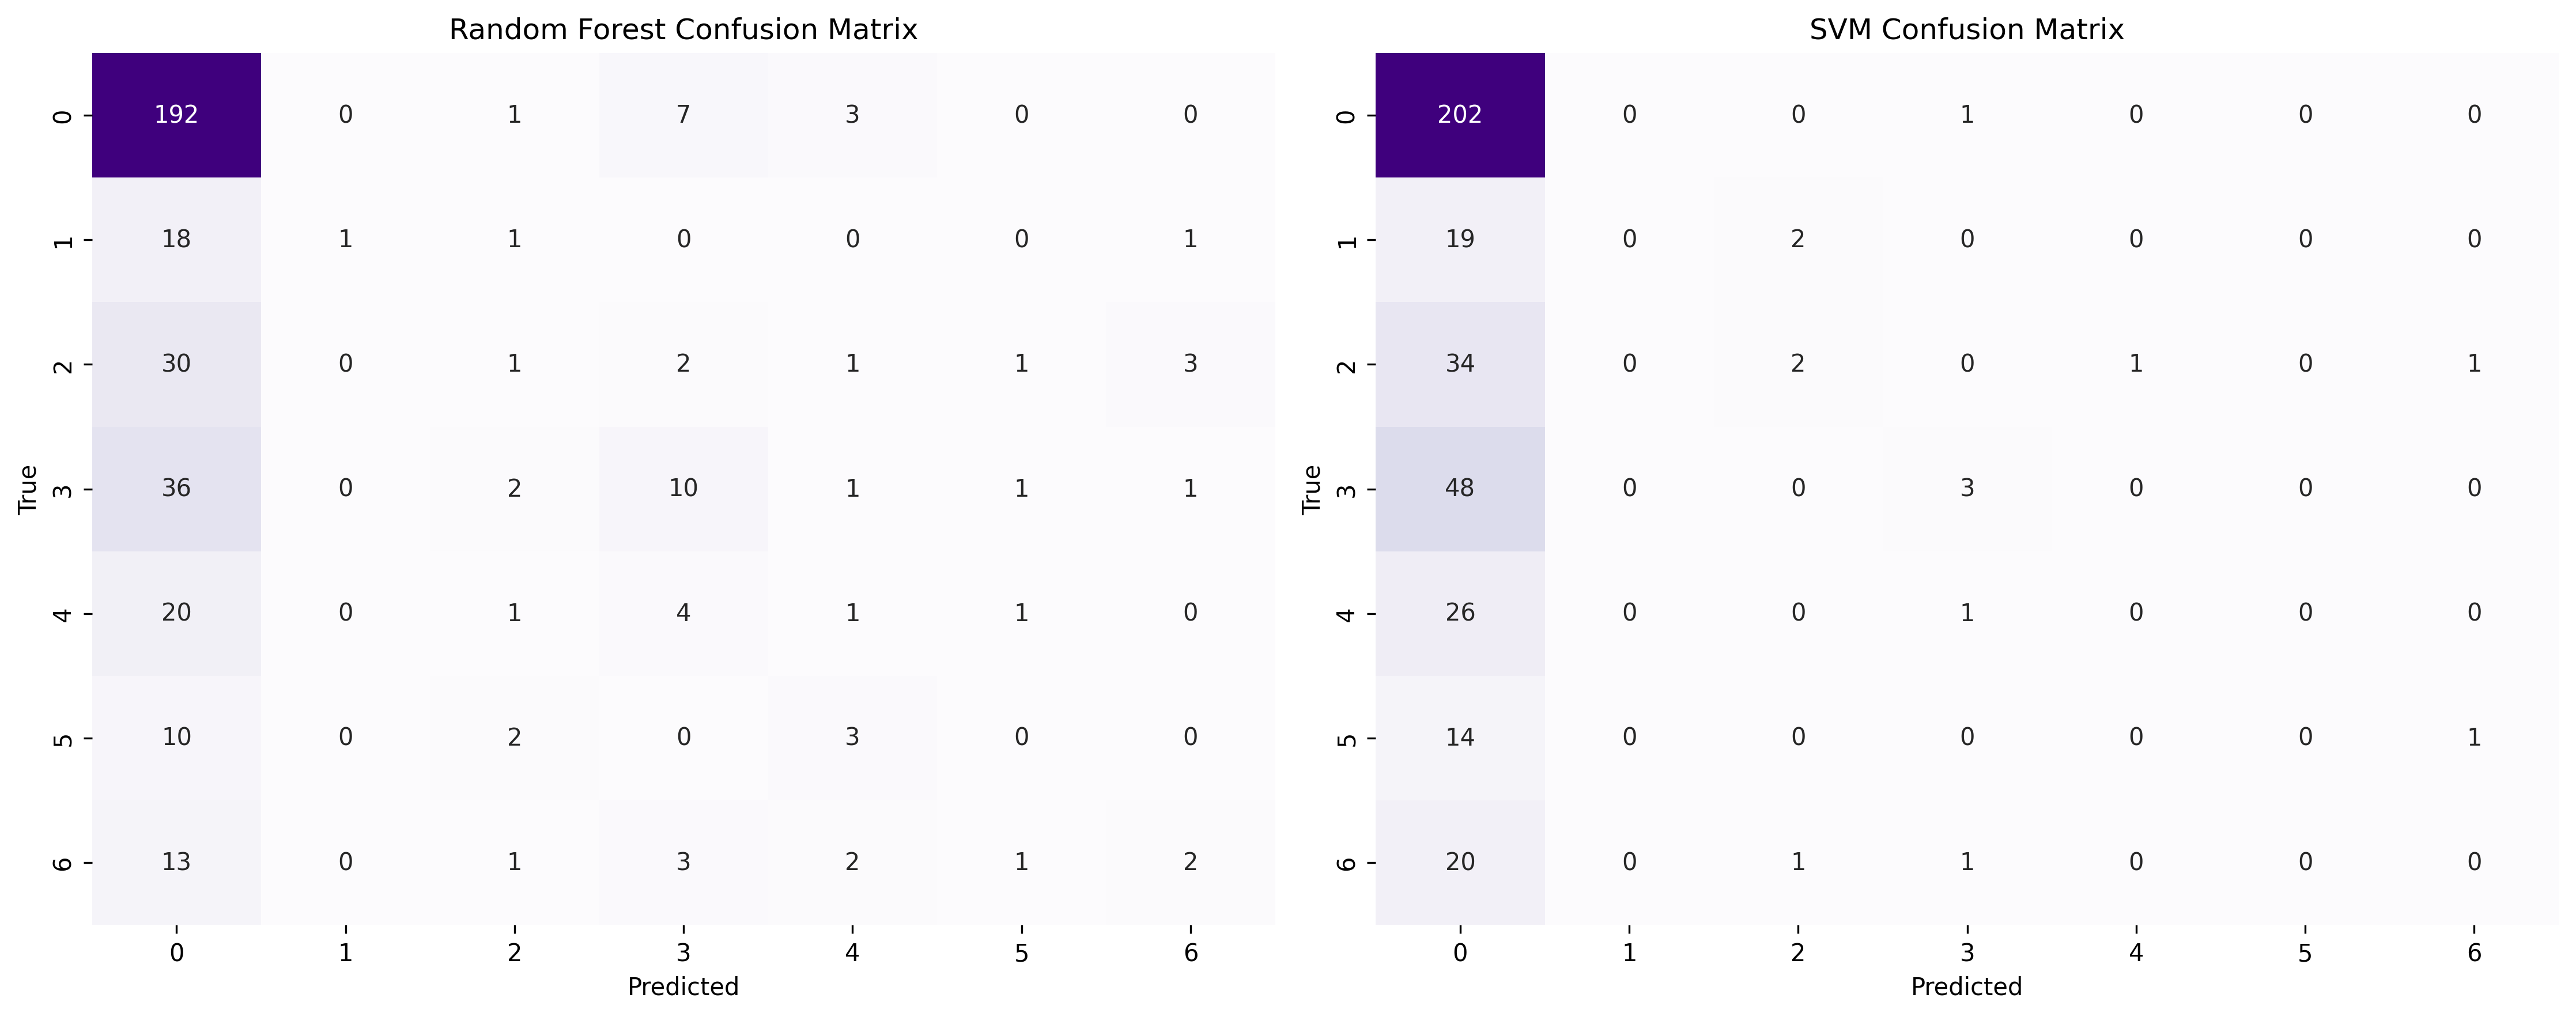 Random Forest Confusion Matrix
True
0 192 0 1 7 3 0 0
1 18 1 1 0 0 0 1
2 30 0 1 2 1 1 3
3 36 0 2 10 1 1 1
4 20 0 1 4 1 1 0
5 10 0 2 0 3 0 0
6 13 0 1 3 2 1 2
0 1 2 3 4 5 6
Predicted
SVM Confusion Matrix
True
0 202 0 0 1 0 0 0
1 19 0 2 0 0 0 0
2 34 0 2 0 1 0 1
3 48 0 0 3 0 0 0
4 26 0 0 1 0 0 0
5 14 0 0 0 0 0 1
6 20 0 1 1 0 0 0
0 1 2 3 4 5 6
Predicted